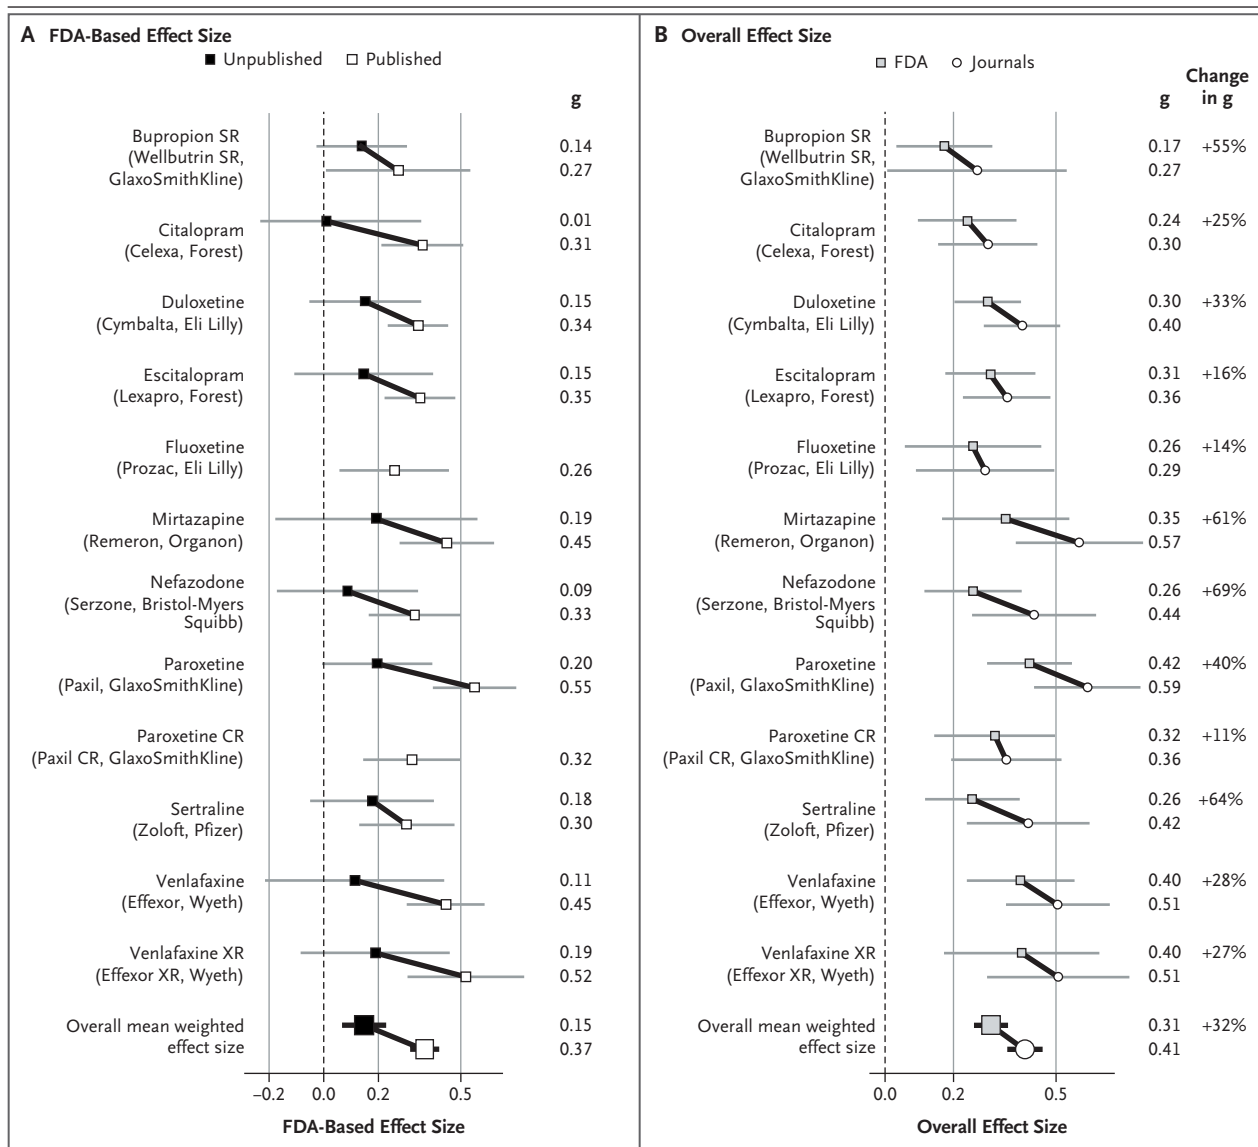 A FDA-Based Effect Size
Unpublished Published
g
Bupropion SR
(Wellbutrin SR,
GlaxoSmithKline)
0.14
0.27
Citalopram
(Celexa, Forest)
0.01
0.31
Duloxetine
(Cymbalta, Eli Lilly)
0.15
0.34
Escitalopram
(Lexapro, Forest)
0.15
0.35
Fluoxetine
(Prozac, Eli Lilly)
0.26
Mirtazapine
(Remeron, Organon)
0.19
0.45
Nefazodone
(Serzone, Bristol-Myers
Squibb)
0.09
0.33
Paroxetine
(Paxil, GlaxoSmithKline)
0.20
0.55
Paroxetine CR
(Paxil CR, GlaxoSmithKline)
0.32
Sertraline
(Zoloft, Pfizer)
0.18
0.30
Venlafaxine
(Effexor, Wyeth)
0.11
0.45
Venlafaxine XR
(Effexor XR, Wyeth)
0.19
0.52
Overall mean weighted
effect size
0.15
0.37
–0.2 0.0 0.2 0.5
FDA-Based Effect Size
B Overall Effect Size
FDA Journals
g
Change
in g
Bupropion SR
(Wellbutrin SR,
GlaxoSmithKline)
0.17 +55%
0.27
Citalopram
(Celexa, Forest)
0.24 +25%
0.30
Duloxetine
(Cymbalta, Eli Lilly)
0.30 +33%
0.40
Escitalopram
(Lexapro, Forest)
0.31 +16%
0.36
Fluoxetine
(Prozac, Eli Lilly)
0.26 +14%
0.29
Mirtazapine
(Remeron, Organon)
0.35 +61%
0.57
Nefazodone
(Serzone, Bristol-Myers
Squibb)
0.26 +69%
0.44
Paroxetine
(Paxil, GlaxoSmithKline)
0.42 +40%
0.59
Paroxetine CR
(Paxil CR, GlaxoSmithKline)
0.32 +11%
0.36
Sertraline
(Zoloft, Pfizer)
0.26 +64%
0.42
Venlafaxine
(Effexor, Wyeth)
0.40 +28%
0.51
Venlafaxine XR
(Effexor XR, Wyeth)
0.40 +27%
0.51
Overall mean weighted
effect size
0.31 +32%
0.41
0.0 0.2 0.5
Overall Effect Size